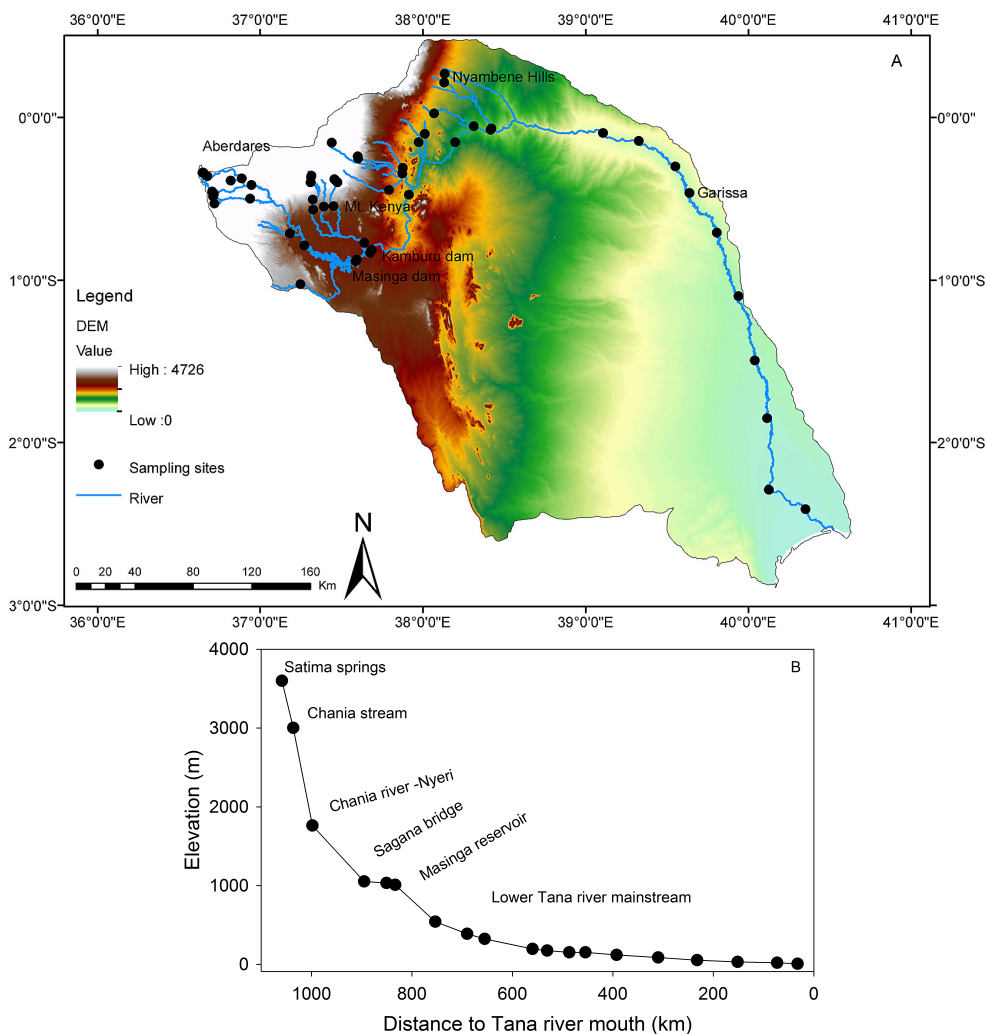 36°0'0"E 37°0'0"E 38°0'0"E 39°0'0"E 40°0'0"E 41°0'0"E
A
Nyambene Hills
0°0'0" 0°0'0"
Aberdares
Garissa
Mt. Kenya
Kamburu dam
Masinga dam
1°0'0"S 1°0'0"S
Legend
DEM
Value
High : 4726
Low :0
2°0'0"S 2°0'0"S
Sampling sites
River
N
0 20 40 80 120 160
Km
3°0'0"S 3°0'0"S
36°0'0"E 37°0'0"E 38°0'0"E 39°0'0"E 40°0'0"E 41°0'0"E
B
4000
Satima springs
Chania stream
3000
Chania river -Nyeri
2000
Sagana bridge
Masinga reservoir
1000
Lower Tana river mainstream
0
Elevation (m)
1000 800 600 400 200 0
Distance to Tana river mouth (km)